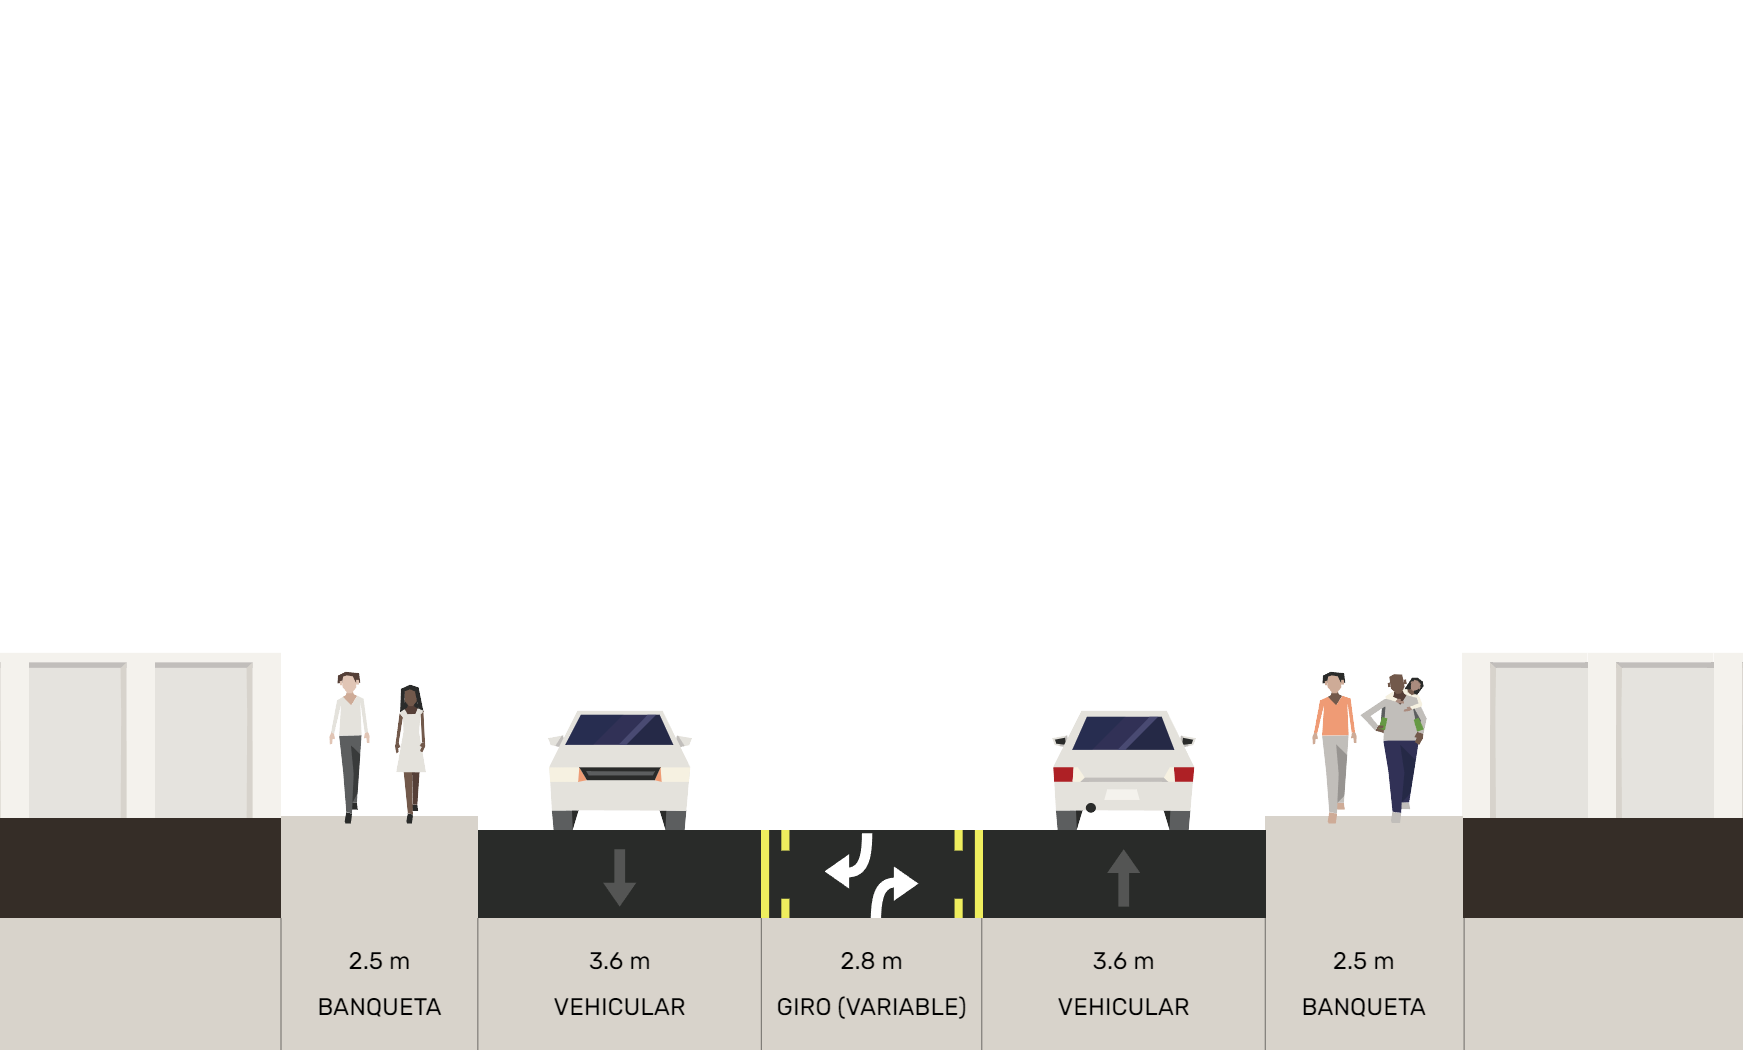 2.5 m
BANQUETA
3.6 m
VEHICULAR
2.8 m
GIRO (VARIABLE)
3.6 m
VEHICULAR
2.5 m
BANQUETA